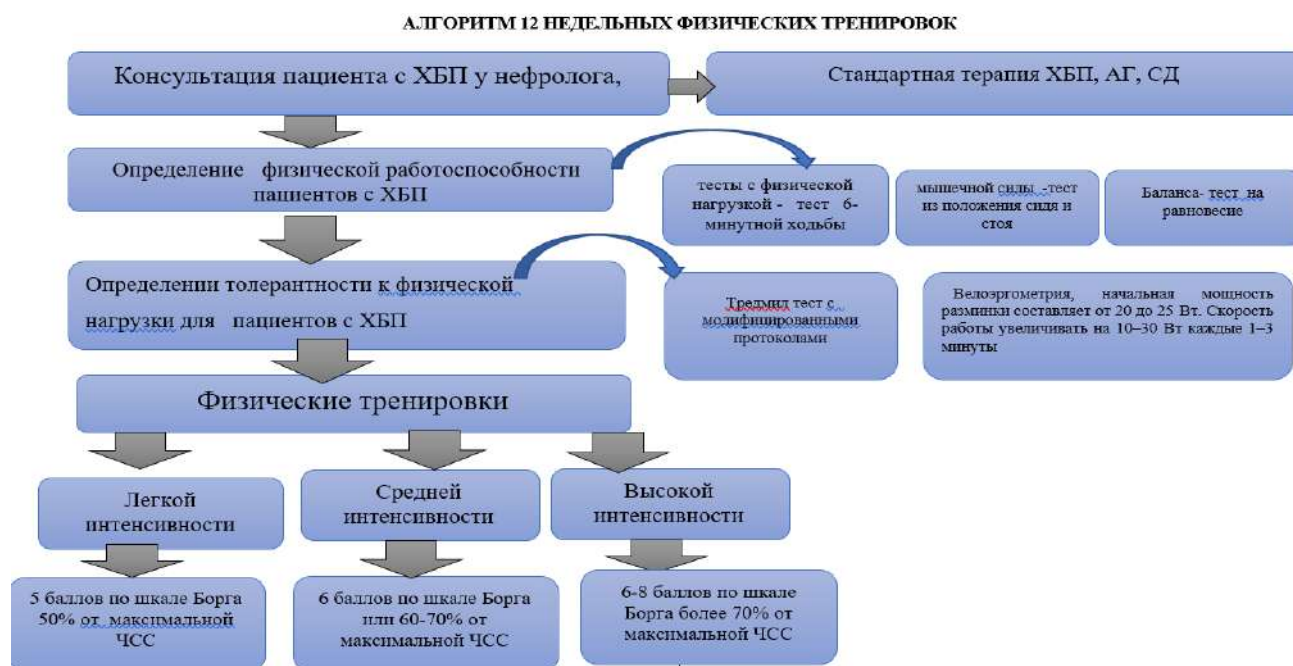 АЛГОРИТМ 12 НЕДЕЛЬНЫХ ФИЗИЧЕСКИХ ТРЕНИРОВОК
Консультация пациента с ХБП у нефролога,
Стандартная терапия ХБП, АГ, СД
Определение физической работоспособности
пациентов с ХБП
тесты с физической
нагрузкой - тест 6-
минутной ходьбы
мышечной силы -тест
из положения сидя и
стоя
Баланса- тест на
равновесие
Определении толерантности к физической
нагрузки для пациентов с ХБП
Тредмил тест с
модифицированными
протоколами
Велоэргометрия, начальная мощность
разминки составляет от 20 до 25 Вт. Скорость
работы увеличивать на 10–30 Вт каждые 1–3
минуты
Физические тренировки
Легкой
интенсивности
Средней
интенсивности
Высокой
интенсивности
5 баллов по шкале Борга
50% от максимальной
ЧСС
6 баллов по шкале Борга
или 60-70% от
максимальной ЧСС
6-8 баллов по шкале
Борга более 70% от
максимальной ЧСС